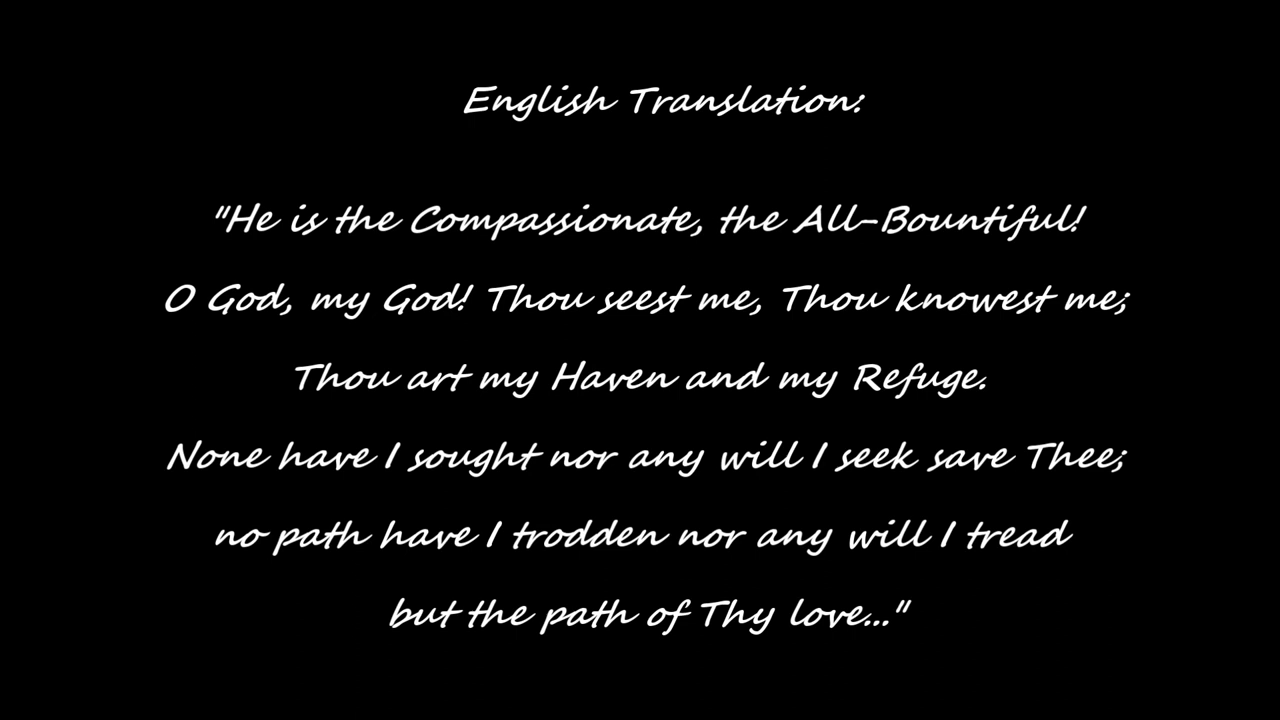 English Translation:
"He is the Compassionate, the All-Bountiful!
O God, my God! Thou seest me, Thou knowest me;
Thou art my Haven and my Refuge.
None have I sought nor any will I seek save Thee;
no path have I trodden nor any will I tread
but the path of Thy love..."